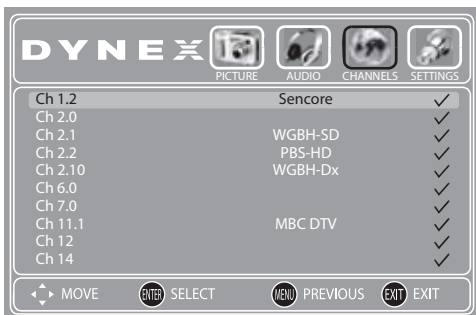 DYNEX
PICTURE AUDIO CHANNELS SETTINGS
Ch 1.2 Sencore ✓
Ch 2.0 ✓
Ch 2.1 WGBH-SD ✓
Ch 2.2 PBS-HD ✓
Ch 2.10 WGBH-Dx ✓
Ch 6.0 ✓
Ch 7.0 ✓
Ch 11.1 MBC DTV ✓
Ch 12 ✓
Ch 14 ✓
MOVE ENTER SELECT MENU PREVIOUS EXIT EXIT